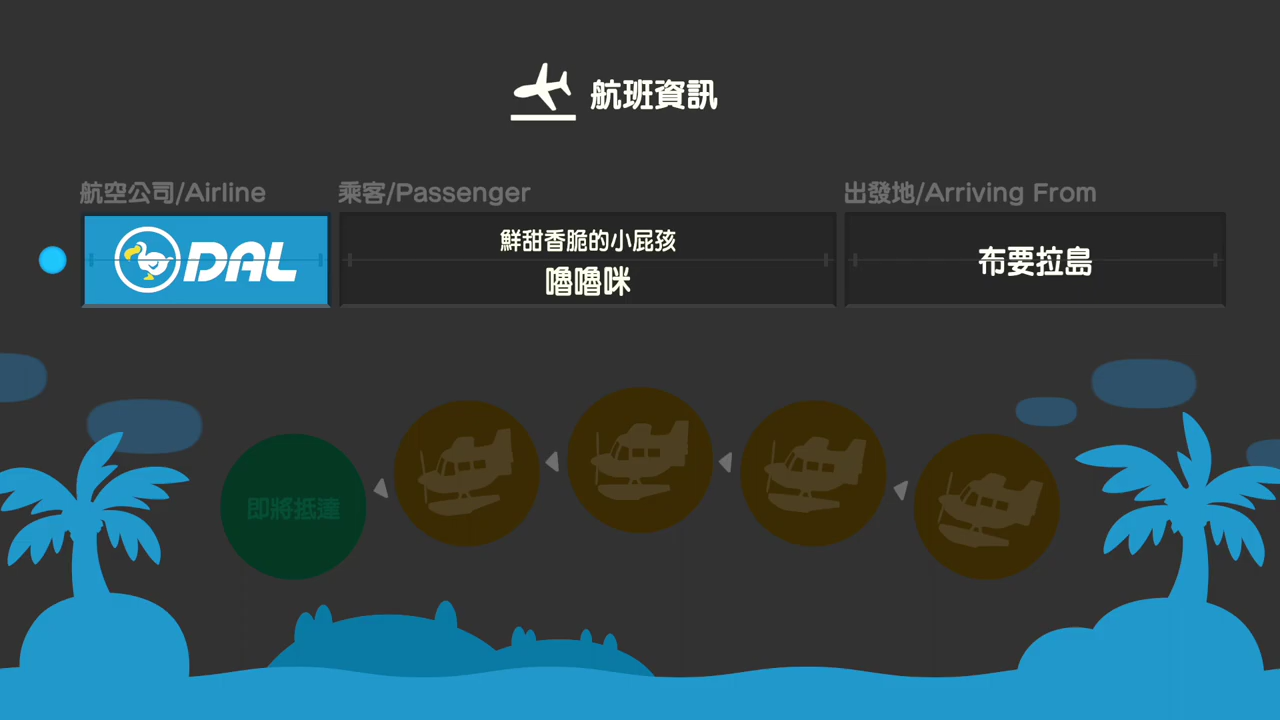 航班資訊
航空公司/Airline
乘客/Passenger
出發地/Arriving From
DAL
鮮甜香脆的小屁孩
嚕嚕咪
布要拉島
即將抵達